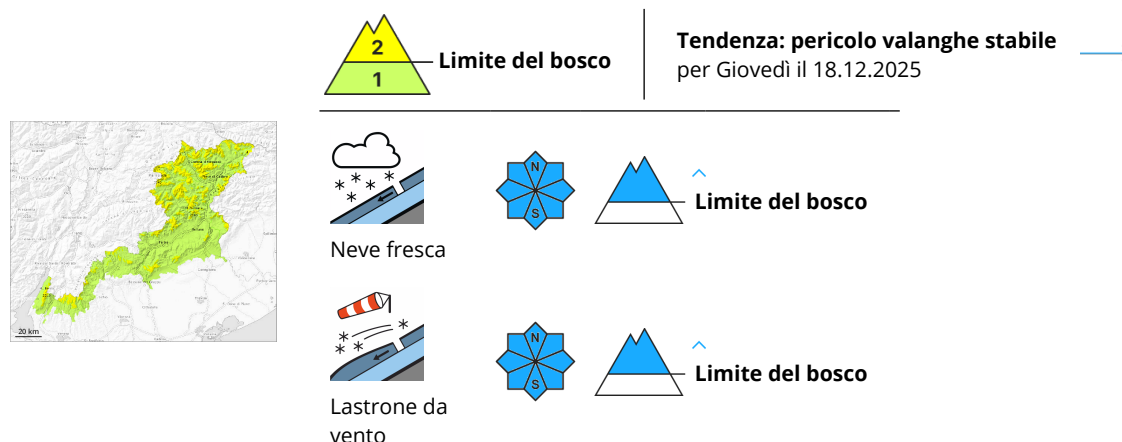 2
1
Limite del bosco
Tendenza: pericolo valanghe stabile
per Giovedì il 18.12.2025
20 km
N
S
Limite del bosco
Neve fresca
N
S
Limite del bosco
Lastrone da
vento